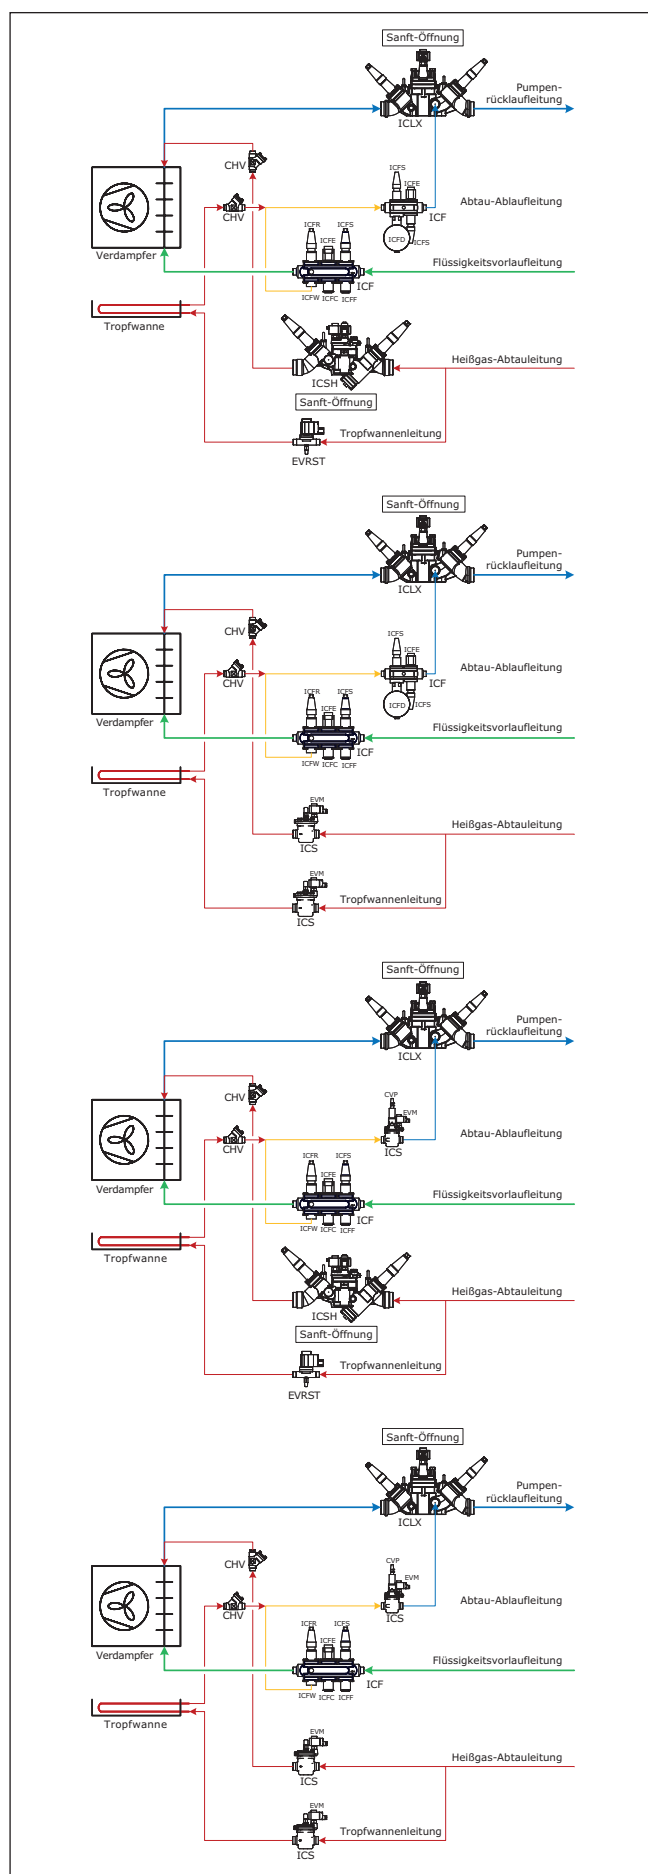 Sanft-Öffnung
Pumpen-
rücklaufleitung
ICLX
CHV
ICFS
ICFE
CHV
ICF
Abtau-Ablaufleitung
ICFD
ICFS
Verdampfer
ICFR
ICFS
ICFE
Flüssigkeitsvorlaufleitung
ICF
ICFW
ICFC
ICFF
Tropfwanne
Heißgas-Abtauleitung
ICSH
Sanft-Öffnung
Tropfwannenleitung
EVRST
Sanft-Öffnung
Pumpen-
rücklaufleitung
ICLX
CHV
ICFS
ICFE
CHV
ICF
Abtau-Ablaufleitung
ICFD
ICFS
Verdampfer
ICFR
ICFS
ICFE
Flüssigkeitsvorlaufleitung
ICF
ICFW
ICFC
ICFF
Tropfwanne
EVM
Heißgas-Abtauleitung
ICS
EVM
Tropfwannenleitung
ICS
Sanft-Öffnung
Pumpen-
rücklaufleitung
ICLX
CHV
CVP
EVM
CHV
ICS
Abtau-Ablaufleitung
Verdampfer
ICFR
ICFS
ICFE
Flüssigkeitsvorlaufleitung
ICF
ICFW
ICFC
ICFF
Tropfwanne
Heißgas-Abtauleitung
ICSH
Sanft-Öffnung
Tropfwannenleitung
EVRST
Sanft-Öffnung
Pumpen-
rücklaufleitung
ICLX
CHV
CVP
EVM
CHV
ICS
Abtau-Ablaufleitung
Verdampfer
ICFR
ICFS
ICFE
Flüssigkeitsvorlaufleitung
ICF
ICFW
ICFC
ICFF
Tropfwanne
EVM
Heißgas-Abtauleitung
ICS
EVM
Tropfwannenleitung
ICS